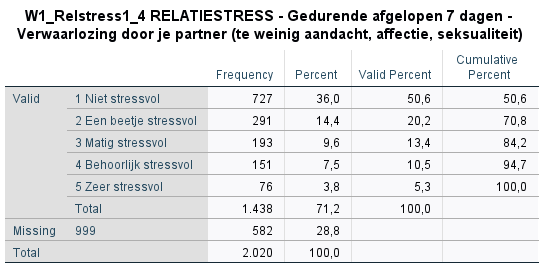 W1_Relstress1_4 RELATIESTRESS - Gedurende afgelopen 7 dagen -
Verwaarlozing door je partner (te weinig aandacht, affectie, seksualiteit)
Frequency Percent Valid Percent Cumulative Percent
Valid 1 Niet stressvol 727 36,0 50,6 50,6
2 Een beetje stressvol 291 14,4 20,2 70,8
3 Matig stressvol 193 9,6 13,4 84,2
4 Behoorlijk stressvol 151 7,5 10,5 94,7
5 Zeer stressvol 76 3,8 5,3 100,0
Total 1.438 71,2 100,0
Missing 999 582 28,8
Total 2.020 100,0